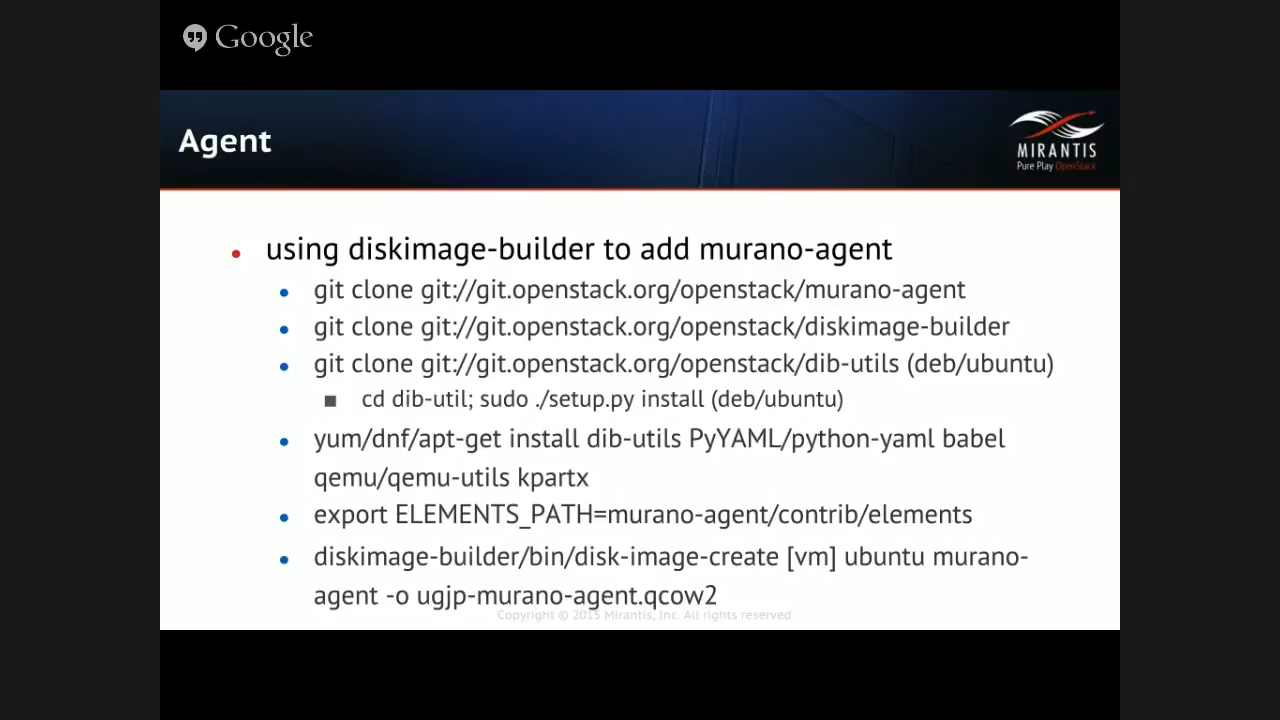 Google
Agent
MIRANTIS
Pure Play OpenStack
using diskimage-builder to add murano-agent
git clone git://git.openstack.org/openstack/murano-agent
git clone git://git.openstack.org/openstack/diskimage-builder
git clone git://git.openstack.org/openstack/dib-utils (deb/ubuntu)
cd dib-util; sudo ./setup.py install (deb/ubuntu)
yum/dnf/apt-get install dib-utils PyYAML/python-yaml babel
qemu/qemu-utils kpartx
export ELEMENTS_PATH=murano-agent/contrib/elements
diskimage-builder/bin/disk-image-create [vm] ubuntu murano-
agent -o ugjp-murano-agent.qcow2
Copyright © 2015 Mirantis, Inc. All rights reserved